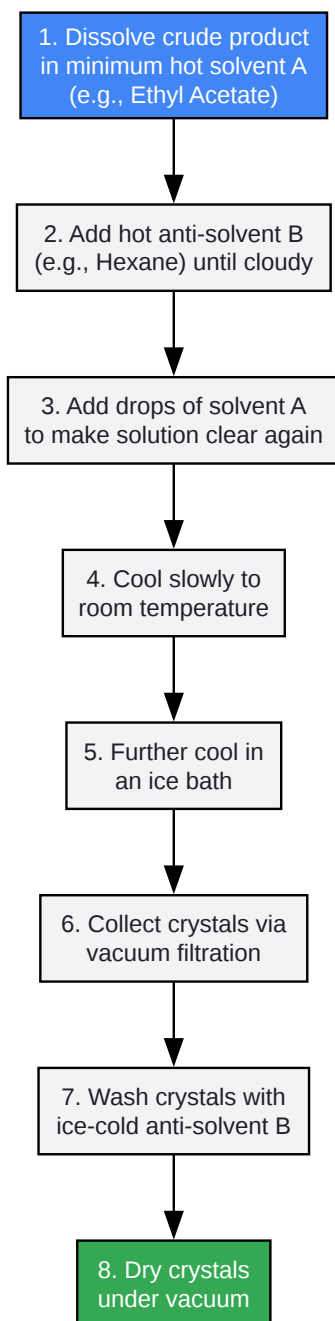 1. Dissolve crude product
in minimum hot solvent A
(e.g., Ethyl Acetate)
2. Add hot anti-solvent B
(e.g., Hexane) until cloudy
3. Add drops of solvent A
to make solution clear again
4. Cool slowly to
room temperature
5. Further cool in
an ice bath
6. Collect crystals via
vacuum filtration
7. Wash crystals with
ice-cold anti-solvent B
8. Dry crystals
under vacuum